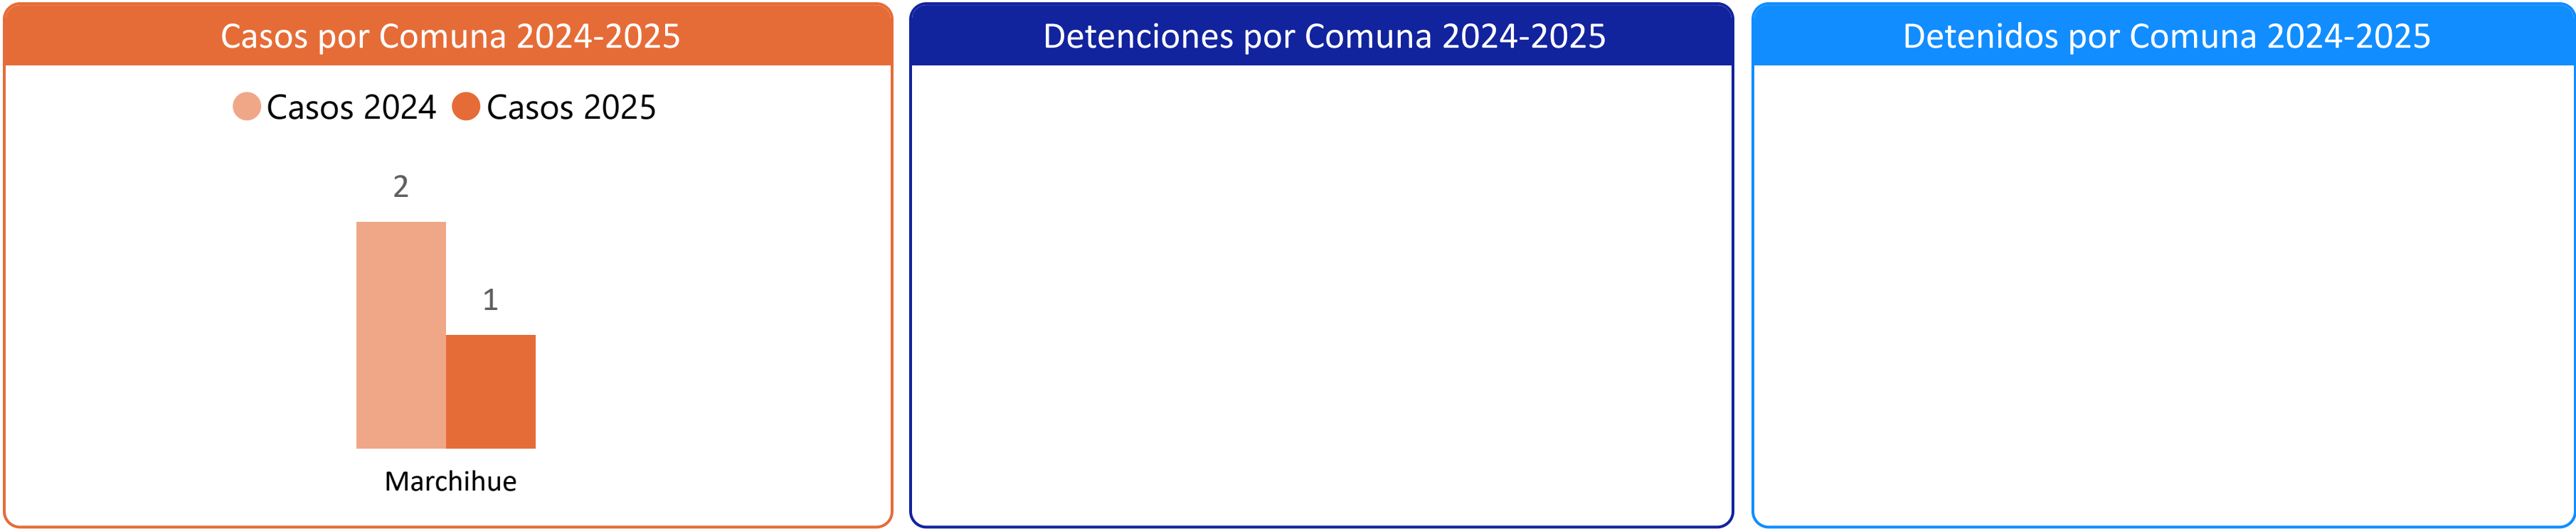 Casos por Comuna 2024-2025
Casos 2024 Casos 2025
2
1
Marchihue
Detenciones por Comuna 2024-2025
Detenidos por Comuna 2024-2025